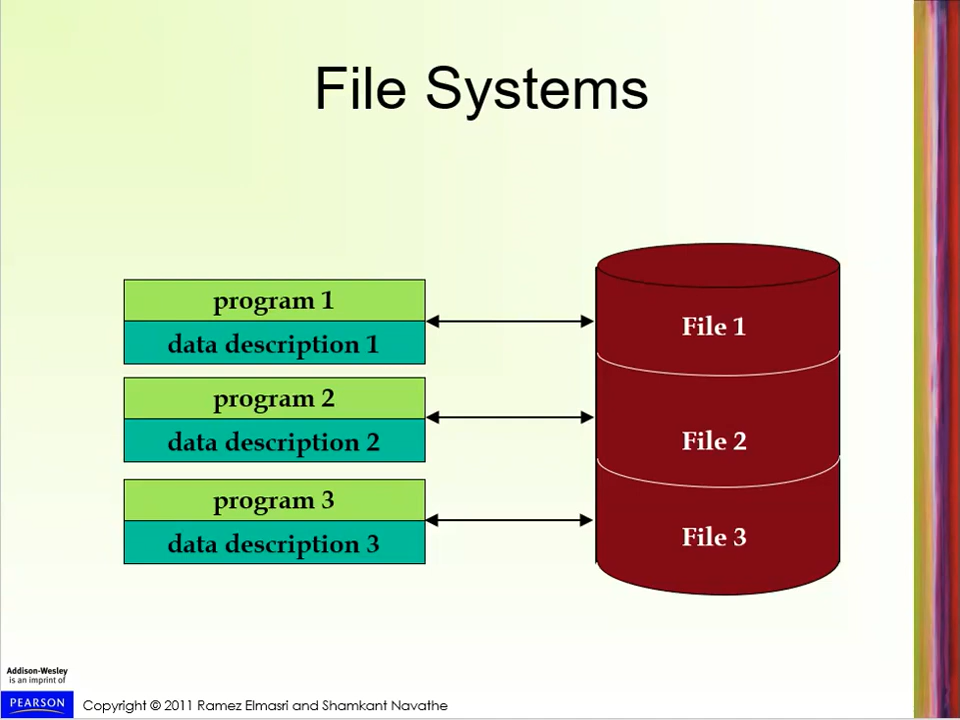 File Systems
program 1
data description 1
program 2
data description 2
program 3
data description 3
File 1
File 2
File 3
Addison-Wesley
is an imprint of
PEARSON
Copyright © 2011 Ramez Elmasri and Shamkant Navathe